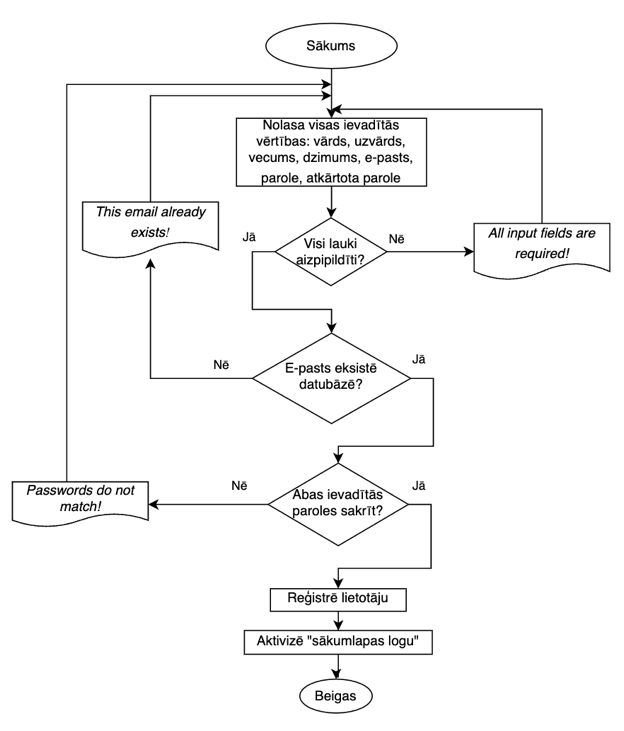 Sākums
Nolasa visas ievadītās
vērtības: vārds, uzvārds,
vecums, dzimums, e-pasts,
parole, atkārtota parole
This email already
exists!
Jā
Visi lauki
aizpipildīti?
Nē
All input fields are
required!
Nē
E-pasts eksistē
datubāzē?
Jā
Passwords do not
match!
Nē
Abas ievadītās
paroles sakrīt?
Jā
Reģistrē lietotāju
Aktivizē "sākumlapas logu"
Beigas